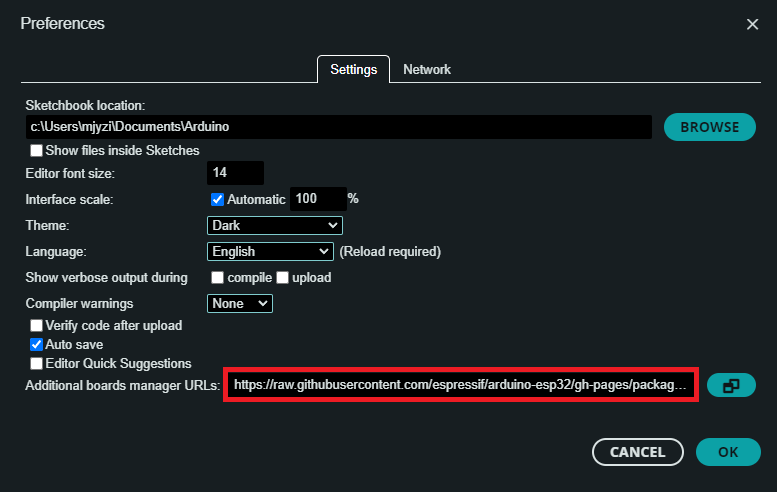 Preferences
Settings Network
Sketchbook location:
c:\Users\mjyzi\Documents\Arduino BROWSE
Show files inside Sketches
Editor font size: 14
Interface scale: Automatic 100 %
Theme: Dark
Language: English (Reload required)
Show verbose output during compile upload
Compiler warnings None
Verify code after upload
Auto save
Editor Quick Suggestions
Additional boards manager URLs: https://raw.githubusercontent.com/espressif/arduino-esp32/gh-pages/packag...
CANCEL OK